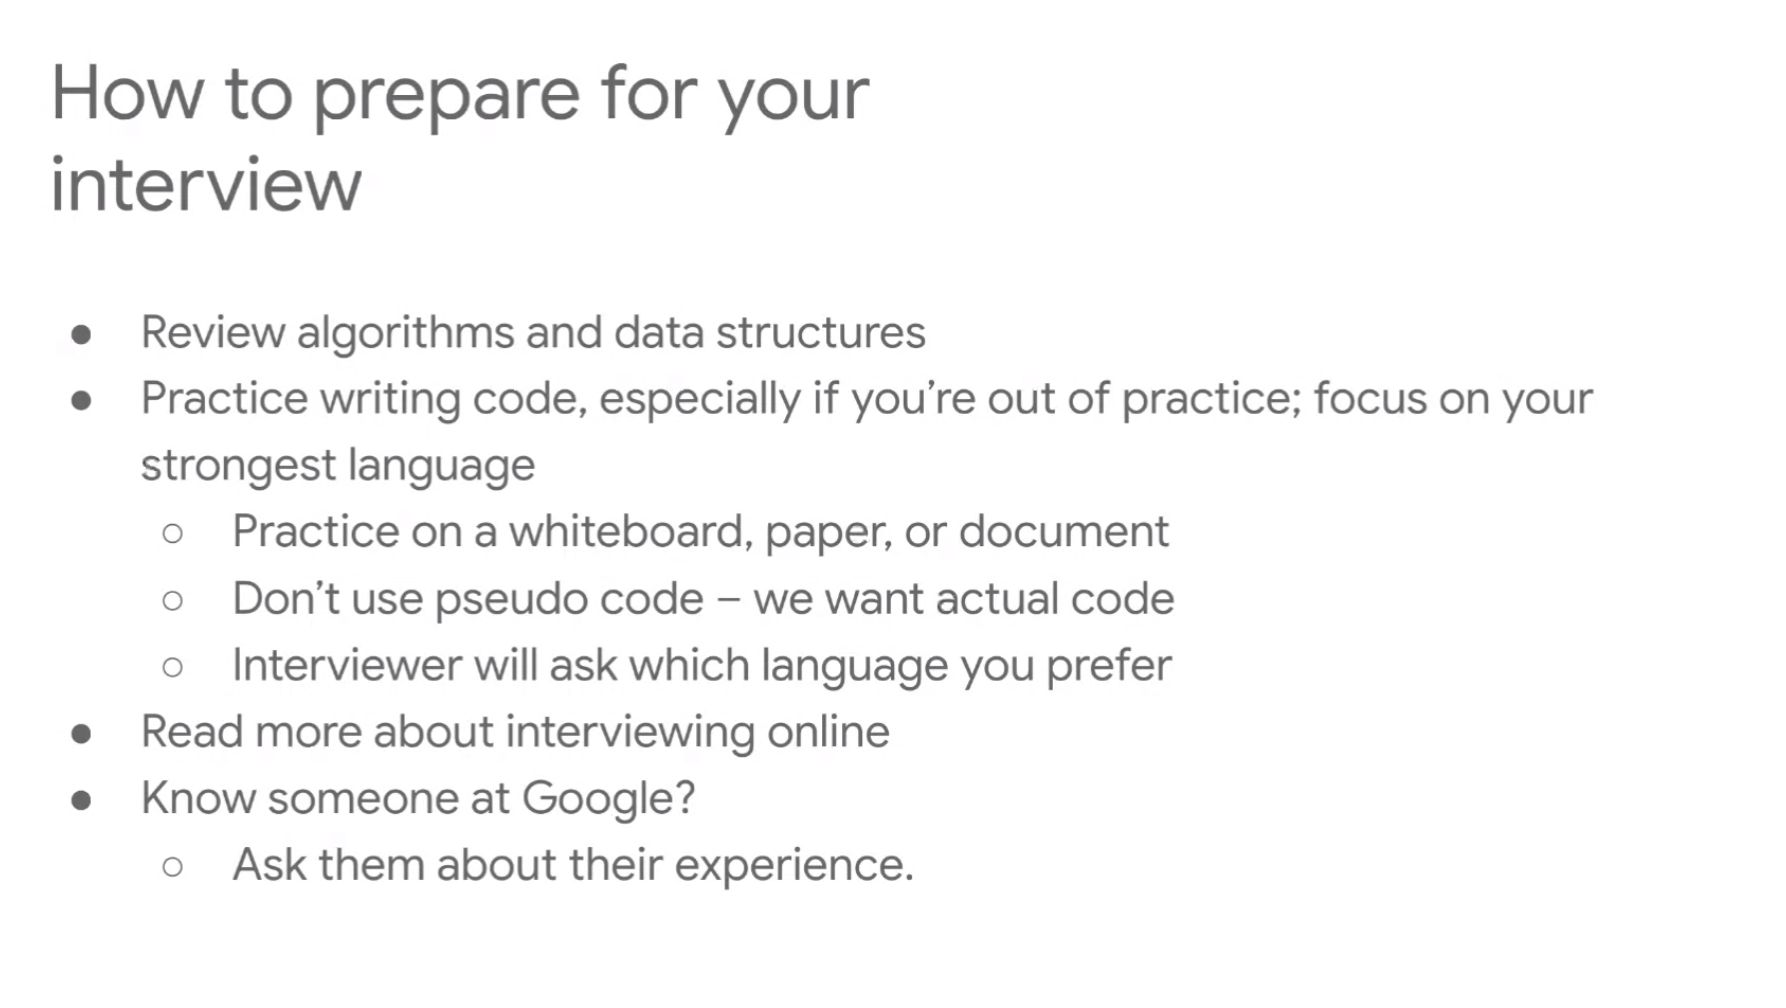 How to prepare for your
interview
● Review algorithms and data structures
● Practice writing code, especially if you’re out of practice; focus on your
strongest language
○ Practice on a whiteboard, paper, or document
○ Don’t use pseudo code – we want actual code
○ Interviewer will ask which language you prefer
● Read more about interviewing online
● Know someone at Google?
○ Ask them about their experience.